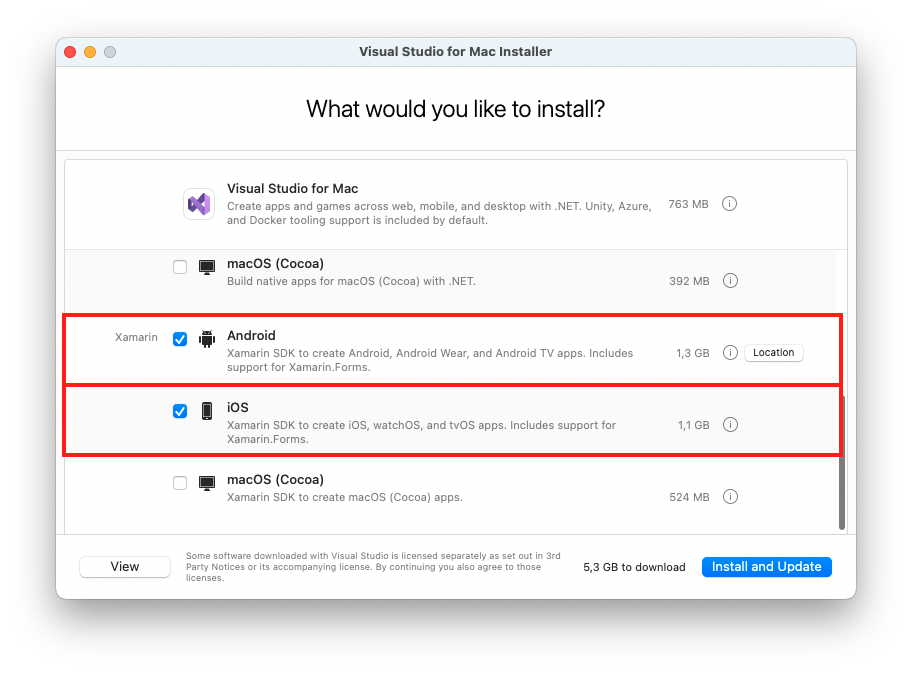 Visual Studio for Mac Installer
What would you like to install?
Visual Studio for Mac
Create apps and games across web, mobile, and desktop with .NET. Unity, Azure,
and Docker tooling support is included by default.
763 MB
macOS (Cocoa)
Build native apps for macOS (Cocoa) with .NET.
392 MB
Xamarin
Android
Xamarin SDK to create Android, Android Wear, and Android TV apps. Includes
support for Xamarin.Forms.
1,3 GB
Location
iOS
Xamarin SDK to create iOS, watchOS, and tvOS apps. Includes support for
Xamarin.Forms.
1,1 GB
macOS (Cocoa)
Xamarin SDK to create macOS (Cocoa) apps.
524 MB
View
Some software downloaded with Visual Studio is licensed separately as set out in 3rd
Party Notices or its accompanying license. By continuing you also agree to those
licenses.
5,3 GB to download
Install and Update